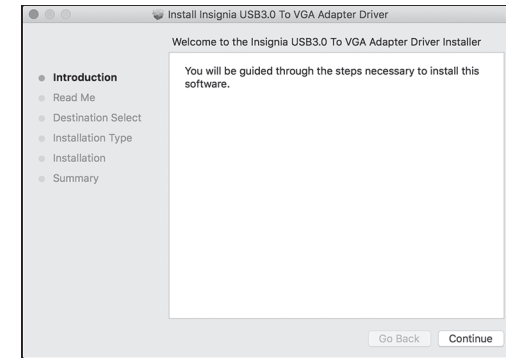 Install Insignia USB3.0 To VGA Adapter Driver
Welcome to the Insignia USB3.0 To VGA Adapter Driver Installer
Introduction
Read Me
Destination Select
Installation Type
Installation
Summary
You will be guided through the steps necessary to install this
software.
Go Back
Continue